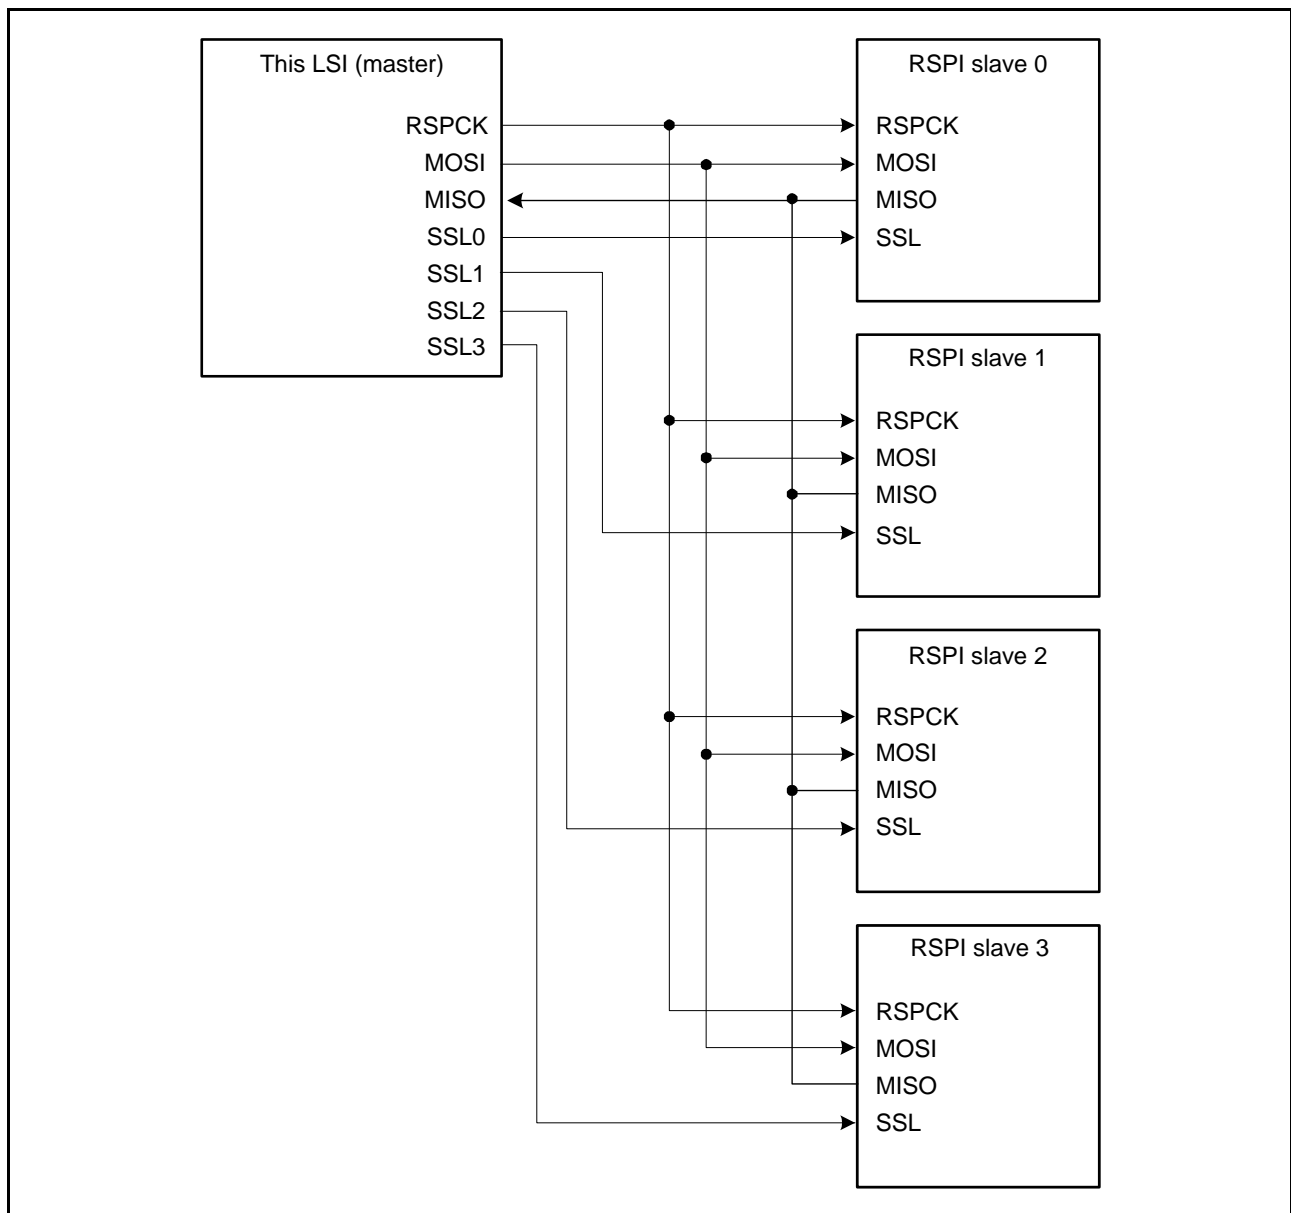 This LSI (master)
RSPCK
MOSI
MISO
SSL0
SSL1
SSL2
SSL3
RSPI slave 0
RSPCK
MOSI
MISO
SSL
RSPI slave 1
RSPCK
MOSI
MISO
SSL
RSPI slave 2
RSPCK
MOSI
MISO
SSL
RSPI slave 3
RSPCK
MOSI
MISO
SSL